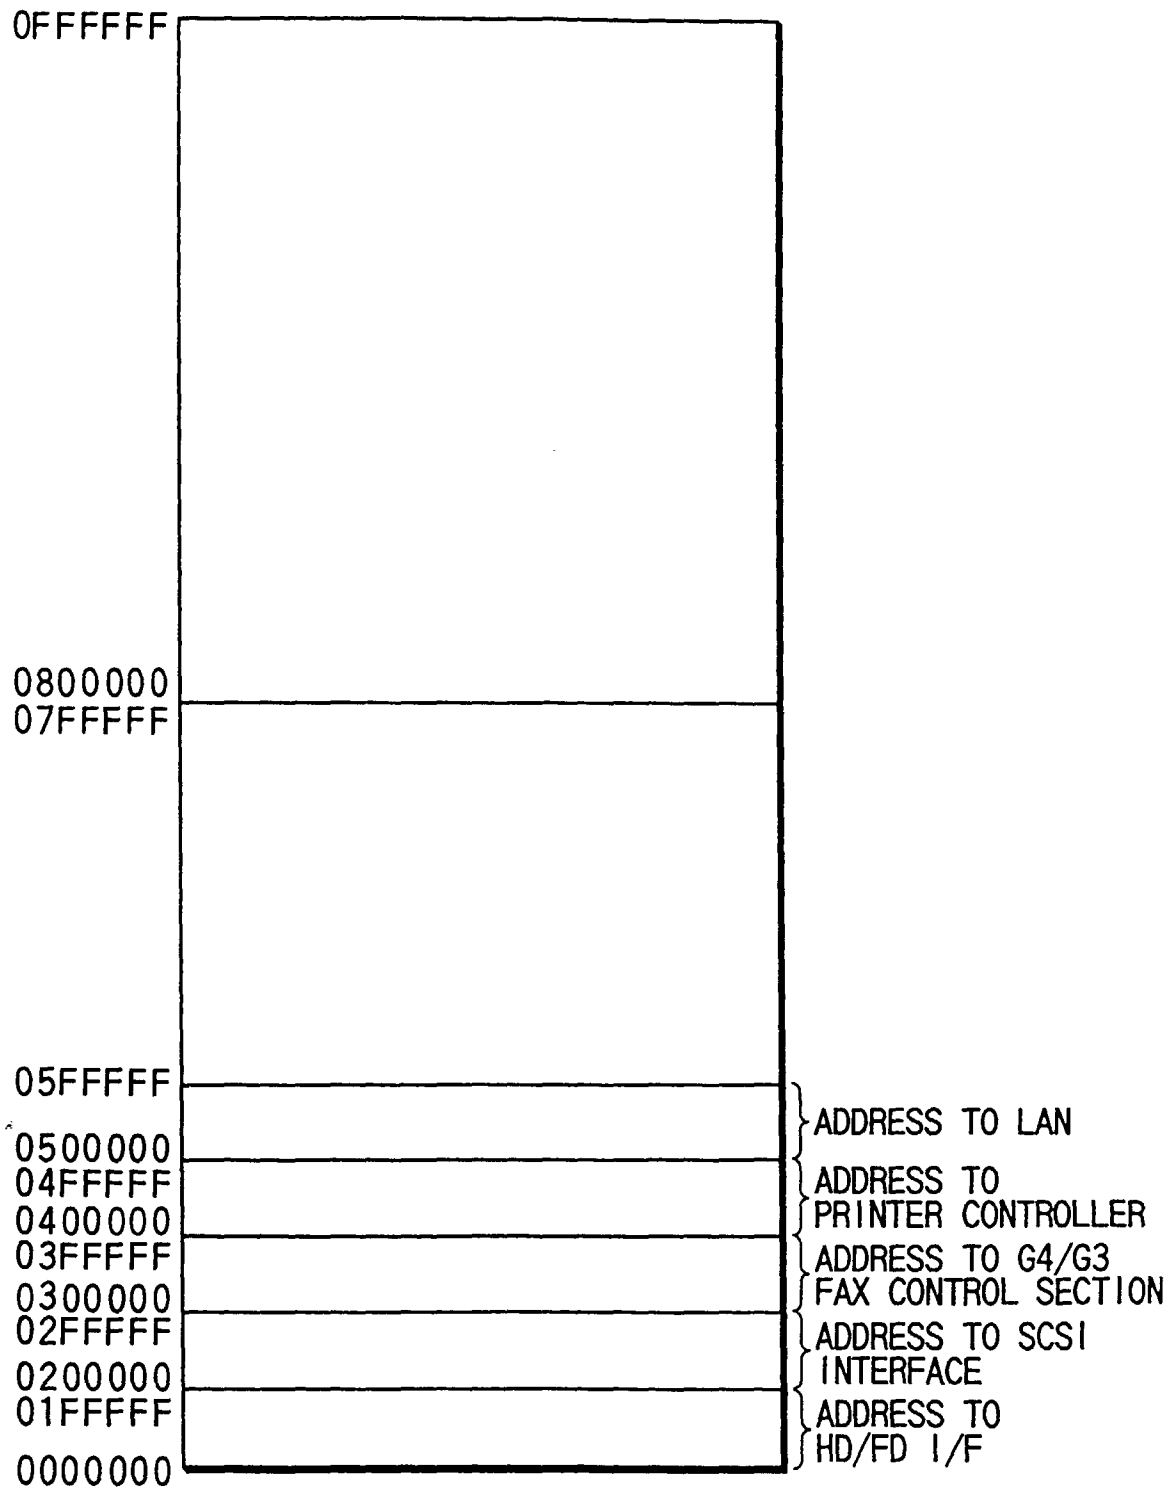 0FFFFFF
0800000
07FFFFF
05FFFFF
ADDRESS TO LAN
0500000
04FFFFF
ADDRESS TO
PRINTER CONTROLLER
0400000
03FFFFF
ADDRESS TO G4/G3
FAX CONTROL SECTION
0300000
02FFFFF
ADDRESS TO SCSI
INTERFACE
0200000
01FFFFF
ADDRESS TO
HD/FD I/F
0000000